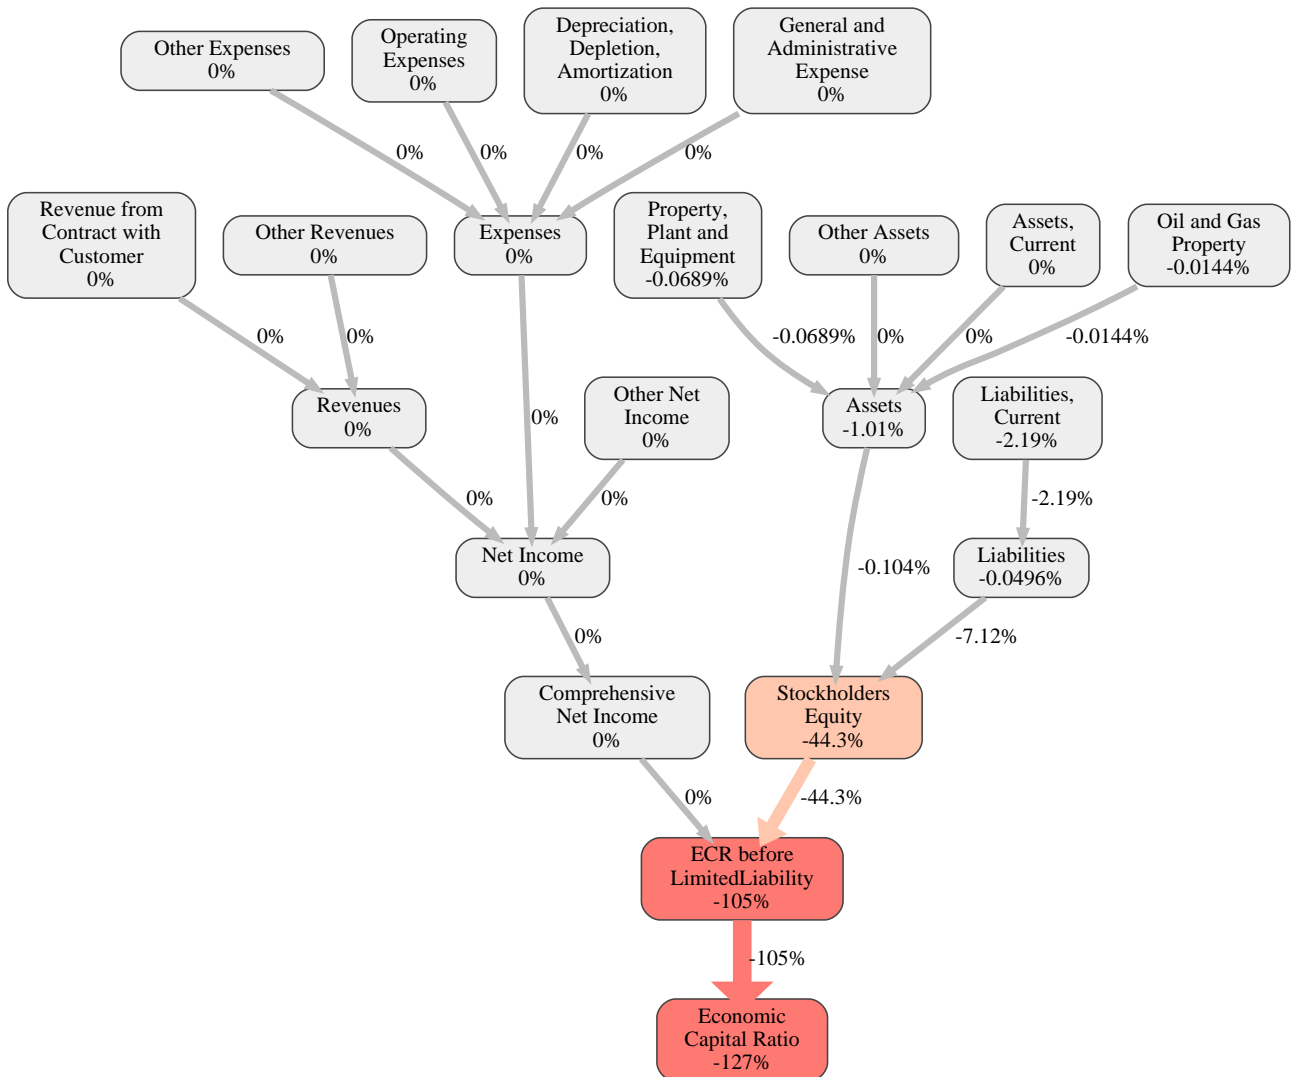 Other Expenses
0%
Operating
Expenses
0%
Depreciation,
Depletion,
Amortization
0%
General and
Administrative
Expense
0%
0%
0%
0%
0%
Revenue from
Contract with
Customer
0%
Other Revenues
0%
Expenses
0%
Property,
Plant and
Equipment
-0.0689%
Other Assets
0%
Assets,
Current
0%
Oil and Gas
Property
-0.0144%
0%
0%
-0.0689%
0%
0%
-0.0144%
Revenues
0%
0%
Other Net
Income
0%
Assets
-1.01%
Liabilities,
Current
-2.19%
0%
0%
-2.19%
Net Income
0%
-0.104%
Liabilities
-0.0496%
0%
-7.12%
Comprehensive
Net Income
0%
Stockholders
Equity
-44.3%
0%
-44.3%
ECR before
LimitedLiability
-105%
-105%
Economic
Capital Ratio
-127%